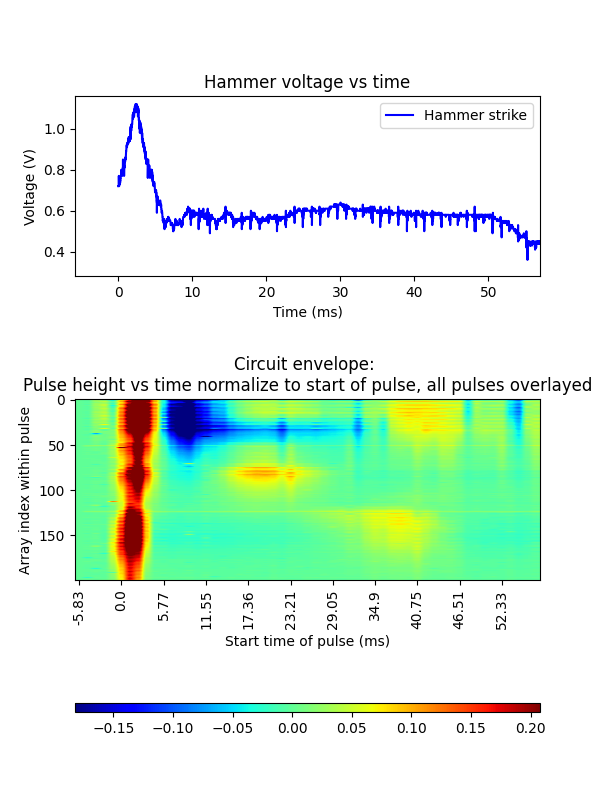 Hammer voltage vs time
Hammer strike
Voltage (V)
1.0
0.8
0.6
0.4
0 10 20 30 40 50
Time (ms)
Circuit envelope:
Pulse height vs time normalize to start of pulse, all pulses overlayed
Array index within pulse
0
50
100
150
-5.83 0.0 5.77 11.55 17.36 23.21 29.05 34.9 40.75 46.51 52.33
Start time of pulse (ms)
−0.15 −0.10 −0.05 0.00 0.05 0.10 0.15 0.20